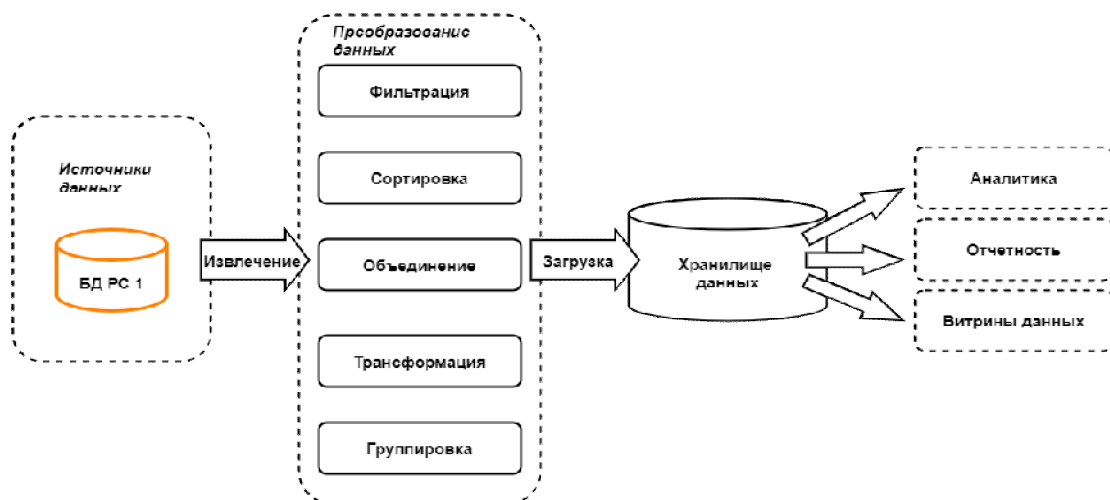 Источники
данных
БД РС 1
Извлечение
Преобразование
данных
Фильтрация
Сортировка
Объединение
Трансформация
Группировка
Загрузка
Хранилище
данных
Аналитика
Отчетность
Витрины данных